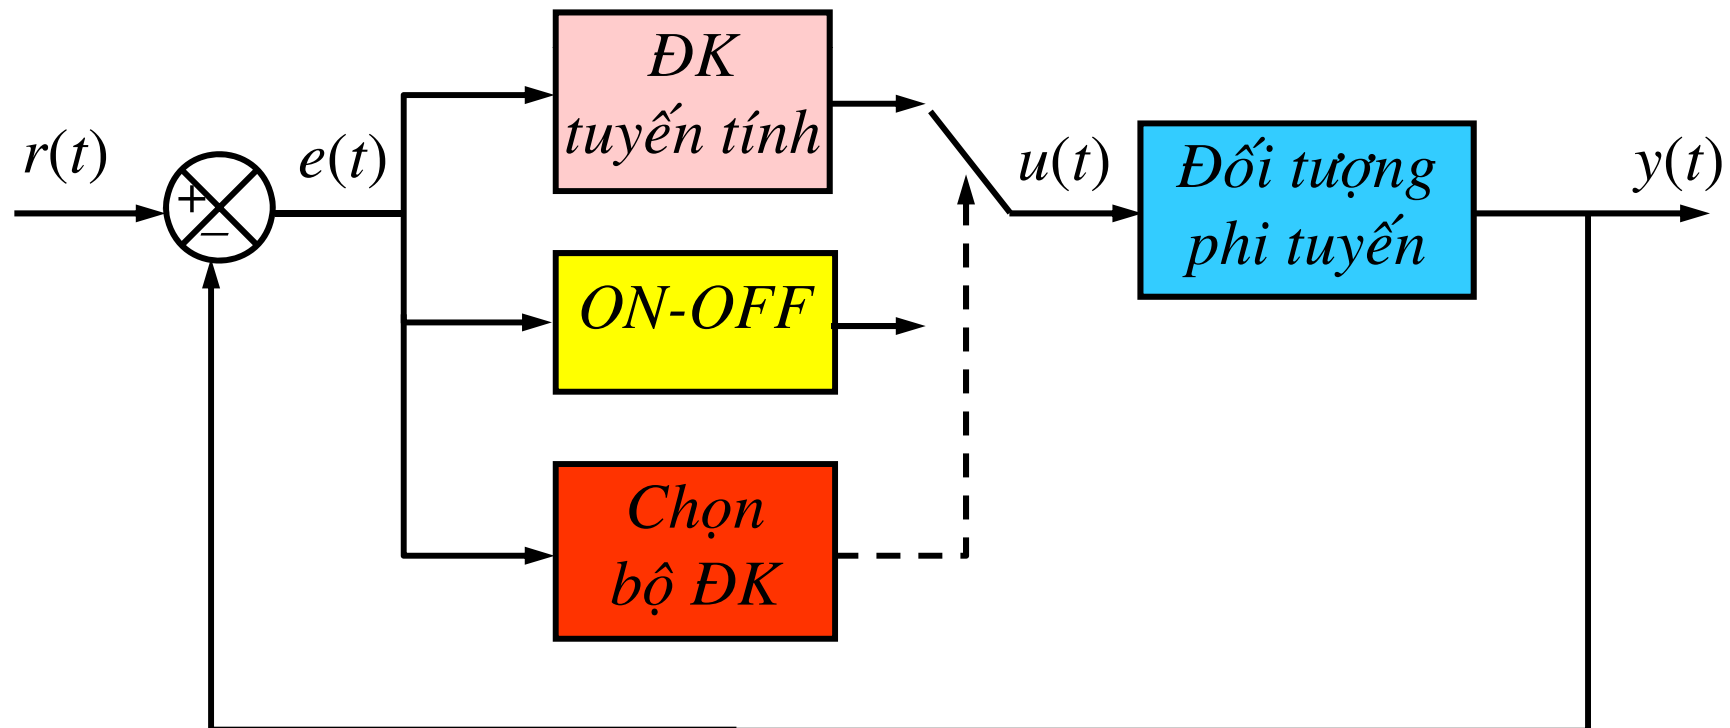 r(t)
+
−
e(t)
ĐK
tuyến tính
ON-OFF
Chọn
bộ ĐK
u(t)
Đối tượng
phi tuyến
y(t)